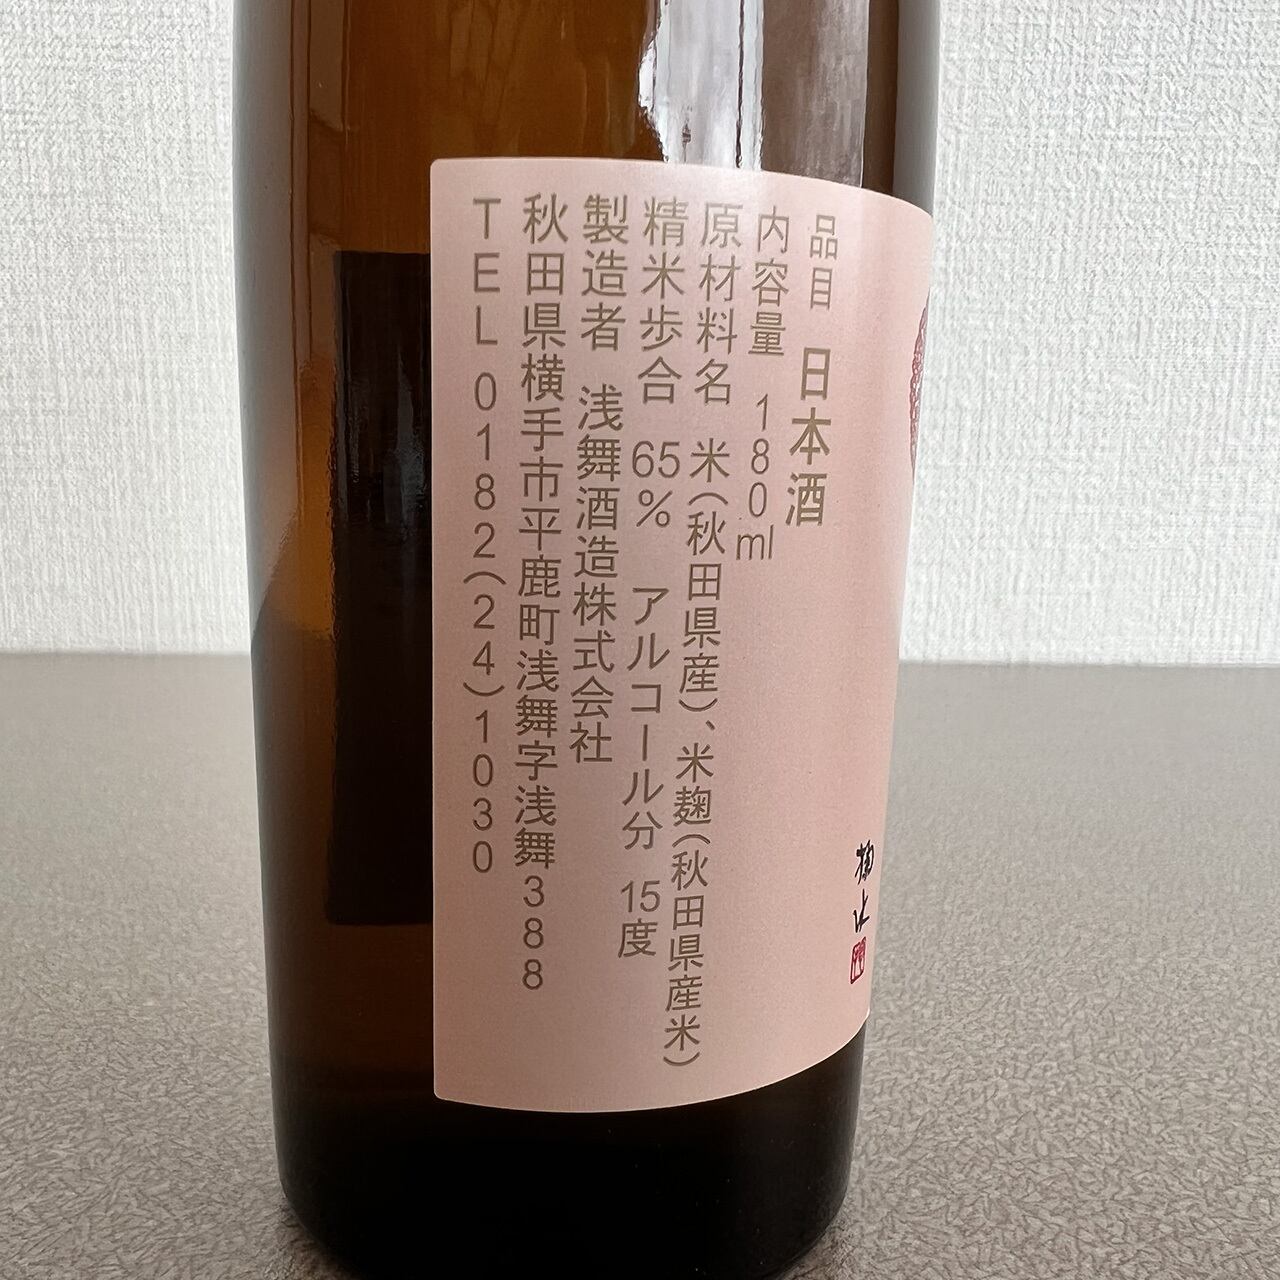 品目 日本酒
内容量 180ml
原材料名 米(秋田県産)、米麹(秋田県産米)
精米歩合 65% アルコール分 15度
製造者 浅舞酒造株式会社
秋田県横手市平鹿町浅舞字浅舞388
TEL 0182(24)1030